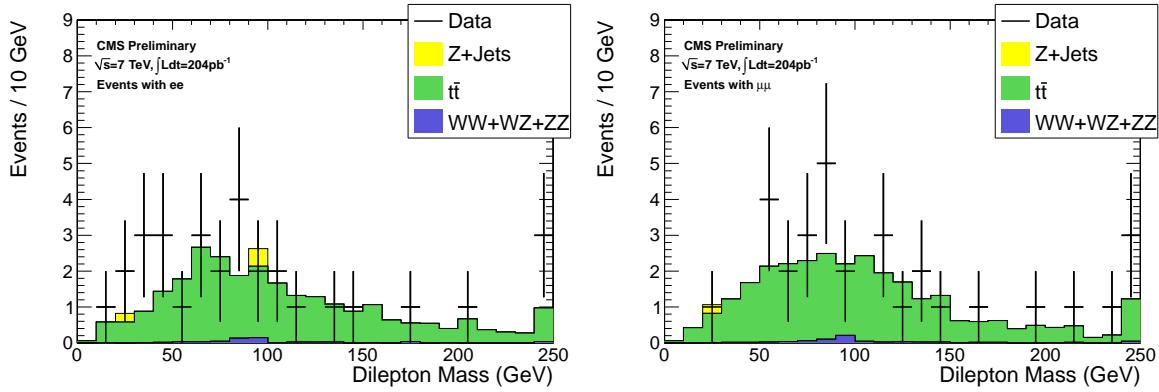 Events / 10 GeV
9
8
7
6
5
4
3
2
1
0
CMS Preliminary
√s=7 TeV,∫Ldt=204pb⁻¹
Events with ee
Data
Z+Jets
tt̄
WW+WZ+ZZ
0 50 100 150 200 250
Dilepton Mass (GeV)
Events / 10 GeV
9
8
7
6
5
4
3
2
1
0
CMS Preliminary
√s=7 TeV,∫Ldt=204pb⁻¹
Events with μμ
Data
Z+Jets
tt̄
WW+WZ+ZZ
0 50 100 150 200 250
Dilepton Mass (GeV)